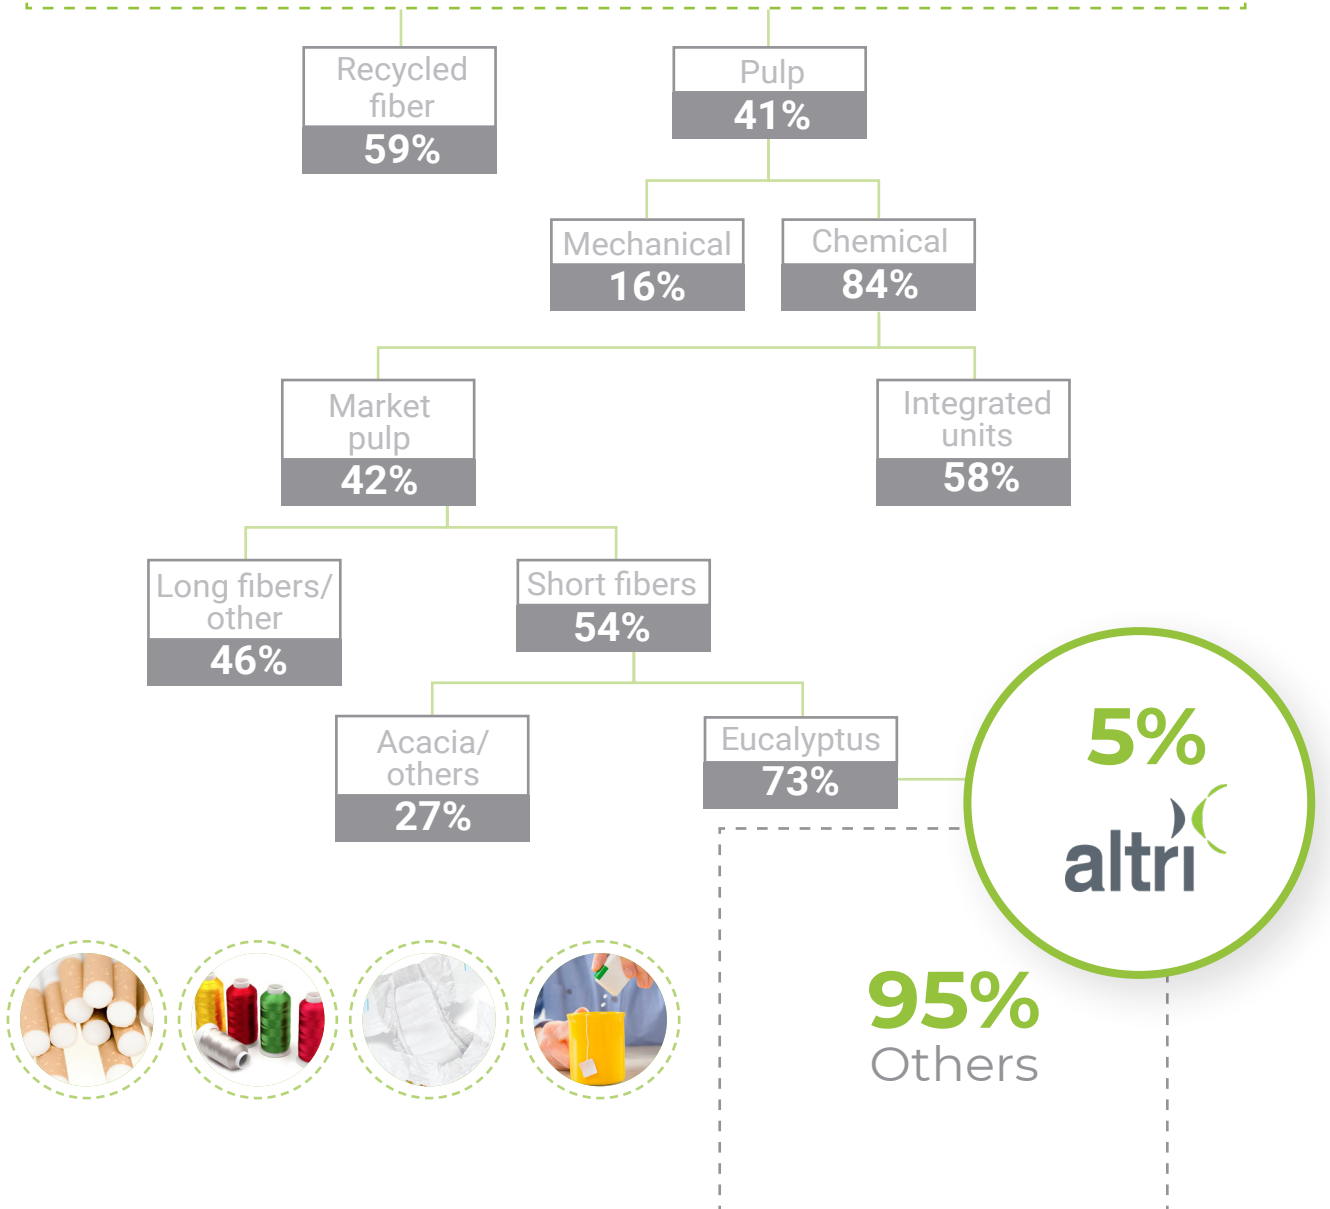 Recycled
fiber
59%
Pulp
41%
Mechanical
16%
Chemical
84%
Market
pulp
42%
Integrated
units
58%
Long fibers/
other
46%
Short fibers
54%
Acacia/
others
27%
Eucalyptus
73%
5%
altri
95%
Others